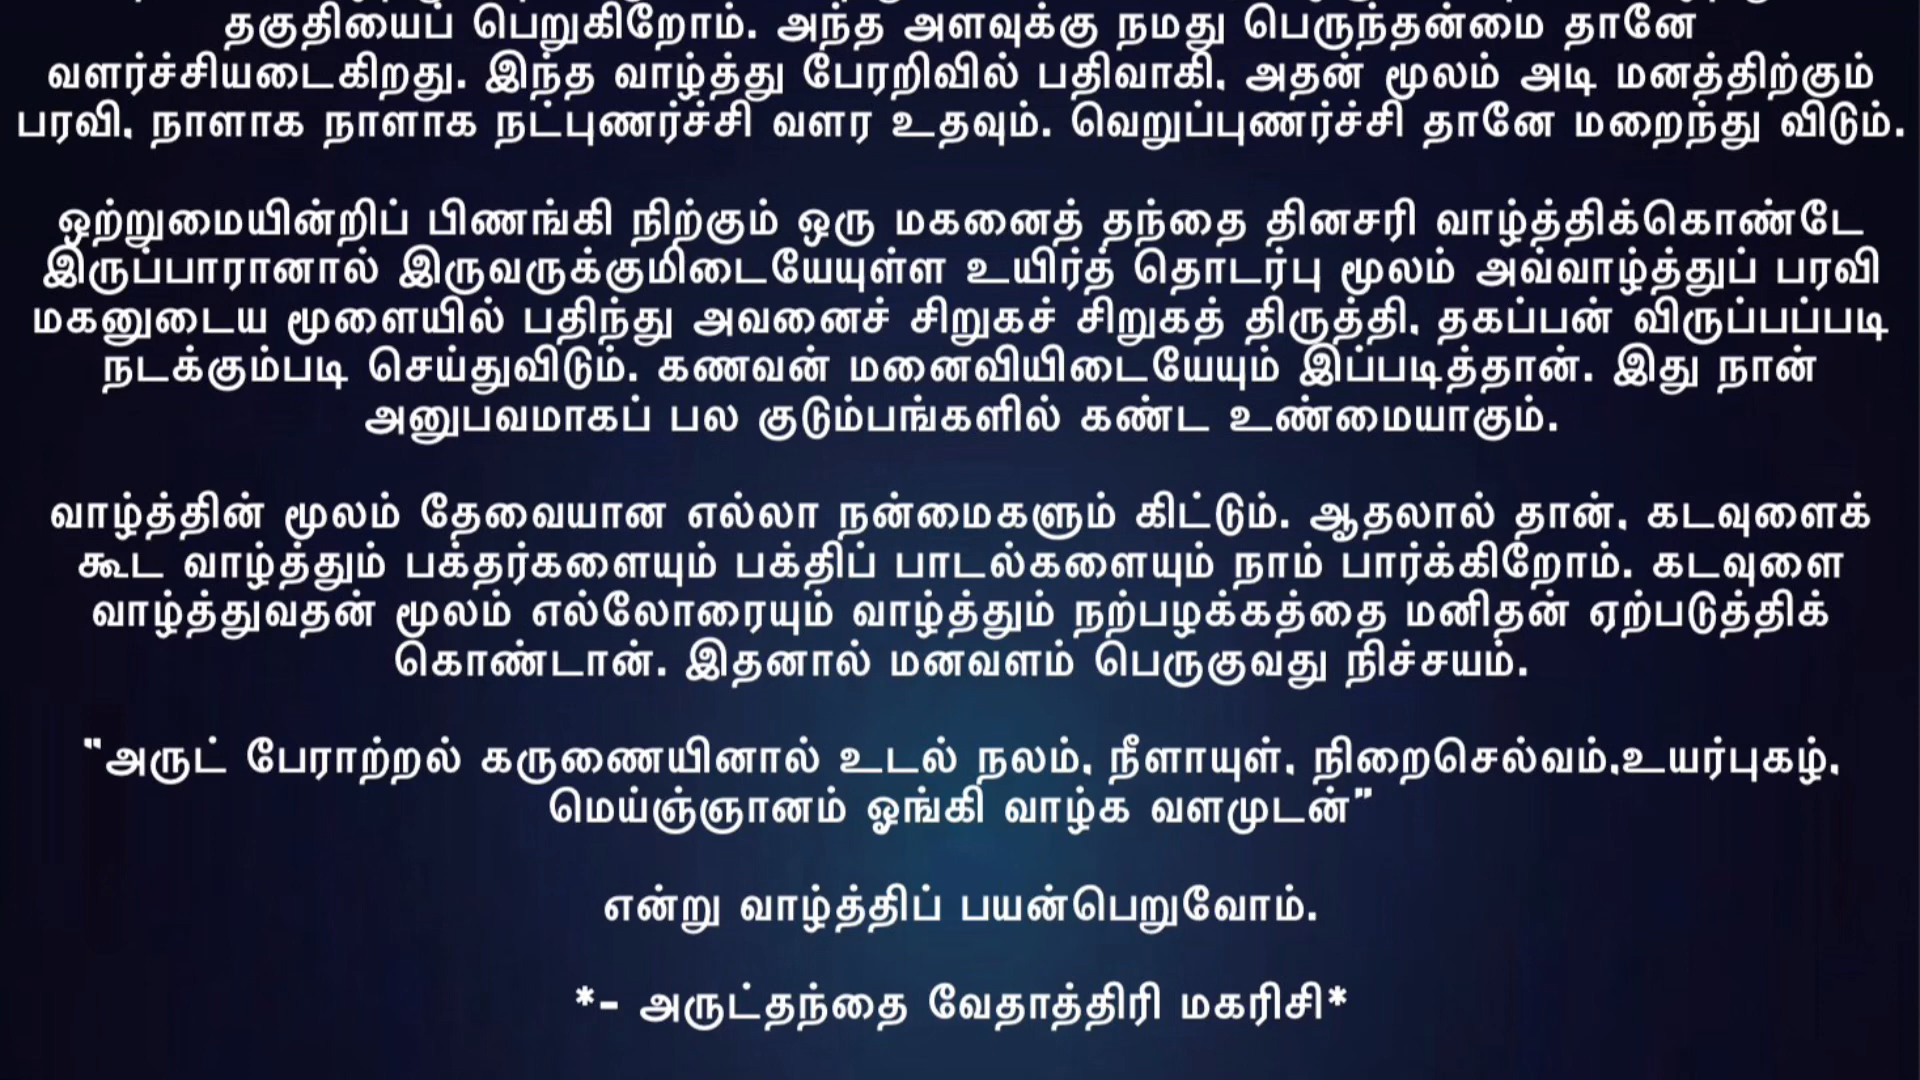 தகுதியைப் பெறுகிறோம். அந்த அளவுக்கு நமது பெருந்தன்மை தானே
வளர்ச்சியடைகிறது. இந்த வாழ்த்து பேரறிவில் பதிவாகி, அதன் மூலம் அடி மனத்திற்கும்
பரவி, நாளாக நாளாக நட்புணர்ச்சி வளர உதவும். வெறுப்புணர்ச்சி தானே மறைந்து விடும்.
ஒற்றுமையின்றிப் பிணங்கி நிற்கும் ஒரு மகனைத் தந்தை தினசரி வாழ்த்திக்கொண்டே
இருப்பாரானால் இருவருக்குமிடையேயுள்ள உயிர்த் தொடர்பு மூலம் அவ்வாழ்த்துப் பரவி
மகனுடைய மூளையில் பதிந்து அவனைச் சிறுகச் சிறுகத் திருத்தி, தகப்பன் விருப்பப்படி
நடக்கும்படி செய்துவிடும். கணவன் மனைவியிடையேயும் இப்படித்தான். இது நான்
அனுபவமாகப் பல குடும்பங்களில் கண்ட உண்மையாகும்.
வாழ்த்தின் மூலம் தேவையான எல்லா நன்மைகளும் கிட்டும். ஆதலால் தான், கடவுளைக்
கூட வாழ்த்தும் பக்தர்களையும் பக்திப் பாடல்களையும் நாம் பார்க்கிறோம். கடவுளை
வாழ்த்துவதன் மூலம் எல்லோரையும் வாழ்த்தும் நற்பழக்கத்தை மனிதன் ஏற்படுத்திக்
கொண்டான். இதனால் மனவளம் பெருகுவது நிச்சயம்.
"அருட் பேராற்றல் கருணையினால் உடல் நலம், நீளாயுள், நிறைசெல்வம்,உயர்புகழ்,
மெய்ஞ்ஞானம் ஓங்கி வாழ்க வளமுடன்"
என்று வாழ்த்திப் பயன்பெறுவோம்.
*- அருட்தந்தை வேதாத்திரி மகரிசி*